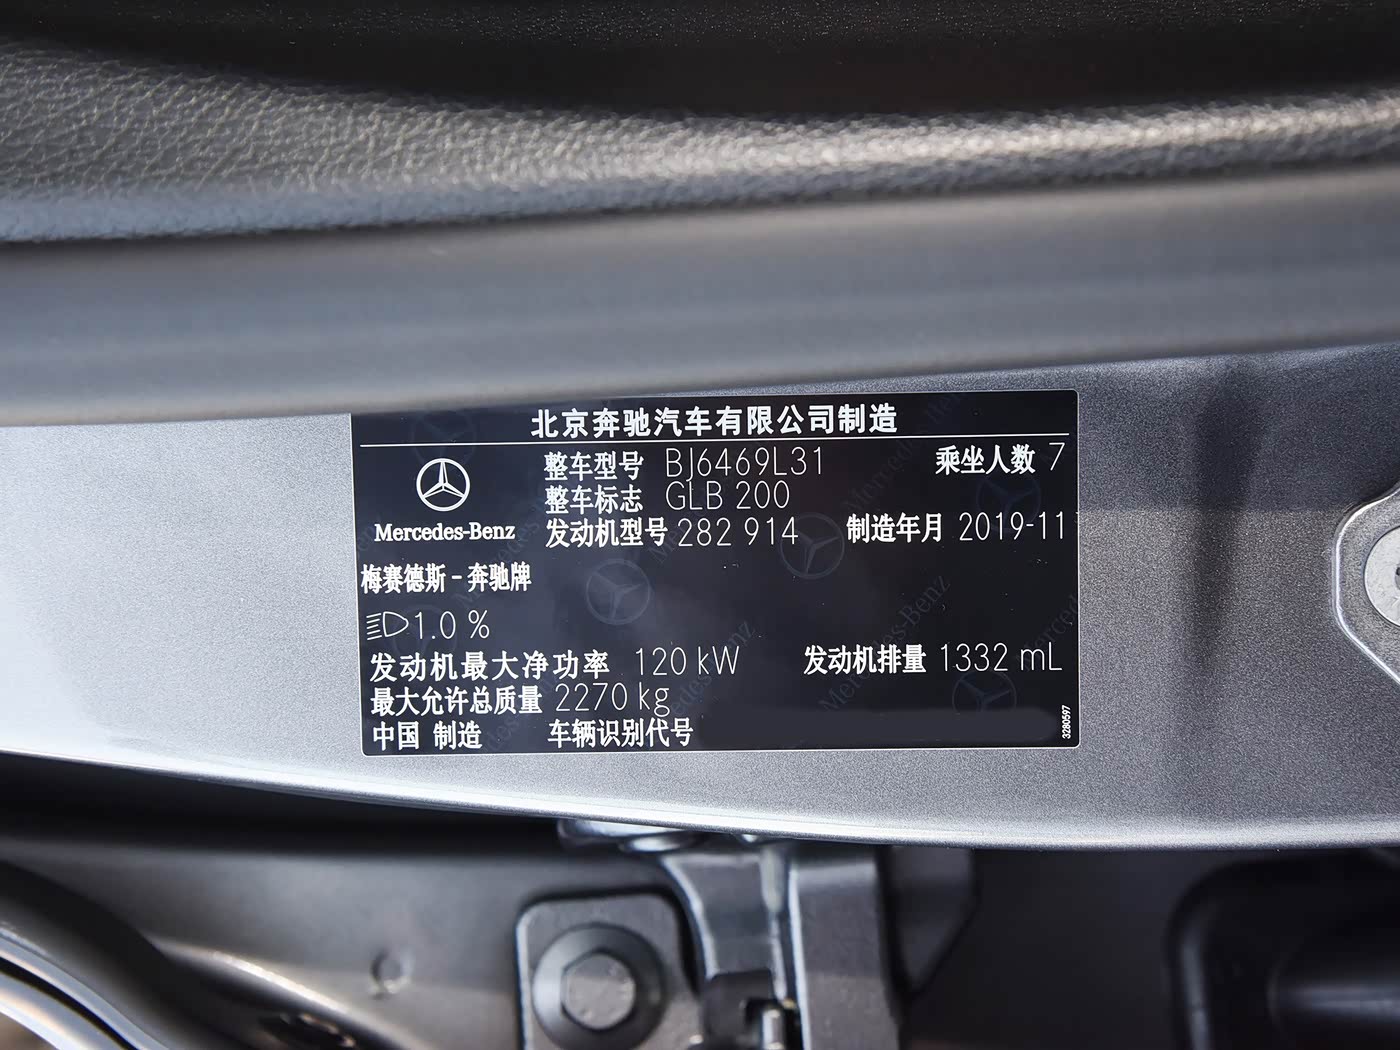 北京奔驰汽车有限公司制造
整车型号 BJ6469L31 乘坐人数 7
整车标志 GLB 200
Mercedes-Benz 发动机型号 282 914 制造年月 2019-11
梅赛德斯-奔驰牌
1.0 %
发动机最大净功率 120 kW 发动机排量 1332 mL
最大允许总质量 2270 kg
中国 制造 车辆识别代号
3280597